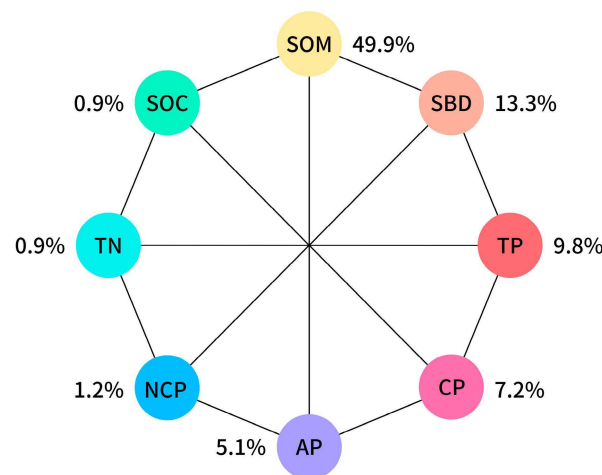 SOM 49.9%
0.9% SOC
SBD 13.3%
0.9% TN
TP 9.8%
1.2% NCP
CP 7.2%
5.1% AP